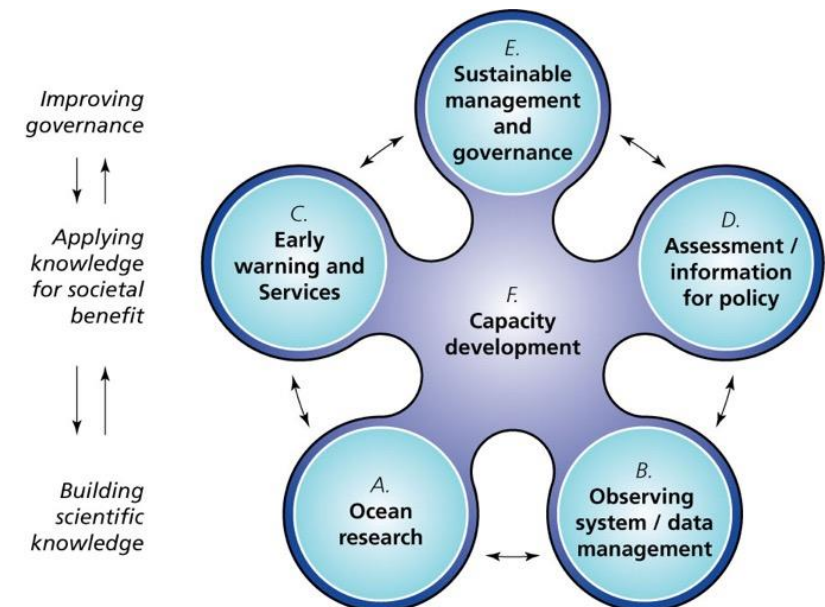 Improving
governance
Applying
knowledge
for societal
benefit
Building
scientific
knowledge
E.
Sustainable
management
and
governance
C.
Early
warning and
Services
D.
Assessment /
information
for policy
F.
Capacity
development
A.
Ocean
research
B.
Observing
system / data
management